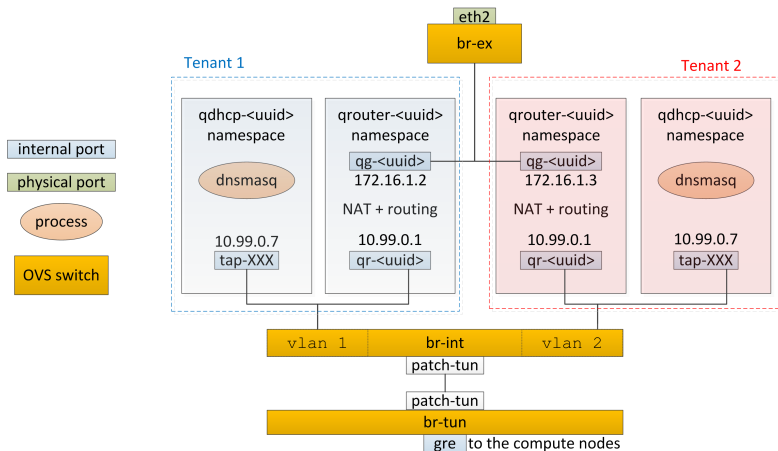 eth2
br-ex
Tenant 1
Tenant 2
qdhcp-<uuid>
namespace
dnsmasq
10.99.0.7
tap-XXX
qrouter-<uuid>
namespace
qg-<uuid>
172.16.1.2
NAT + routing
10.99.0.1
qr-<uuid>
qrouter-<uuid>
namespace
qg-<uuid>
172.16.1.3
NAT + routing
10.99.0.1
qr-<uuid>
qdhcp-<uuid>
namespace
dnsmasq
10.99.0.7
tap-XXX
internal port
physical port
process
OVS switch
vlan 1
br-int
vlan 2
patch-tun
patch-tun
br-tun
gre to the compute nodes